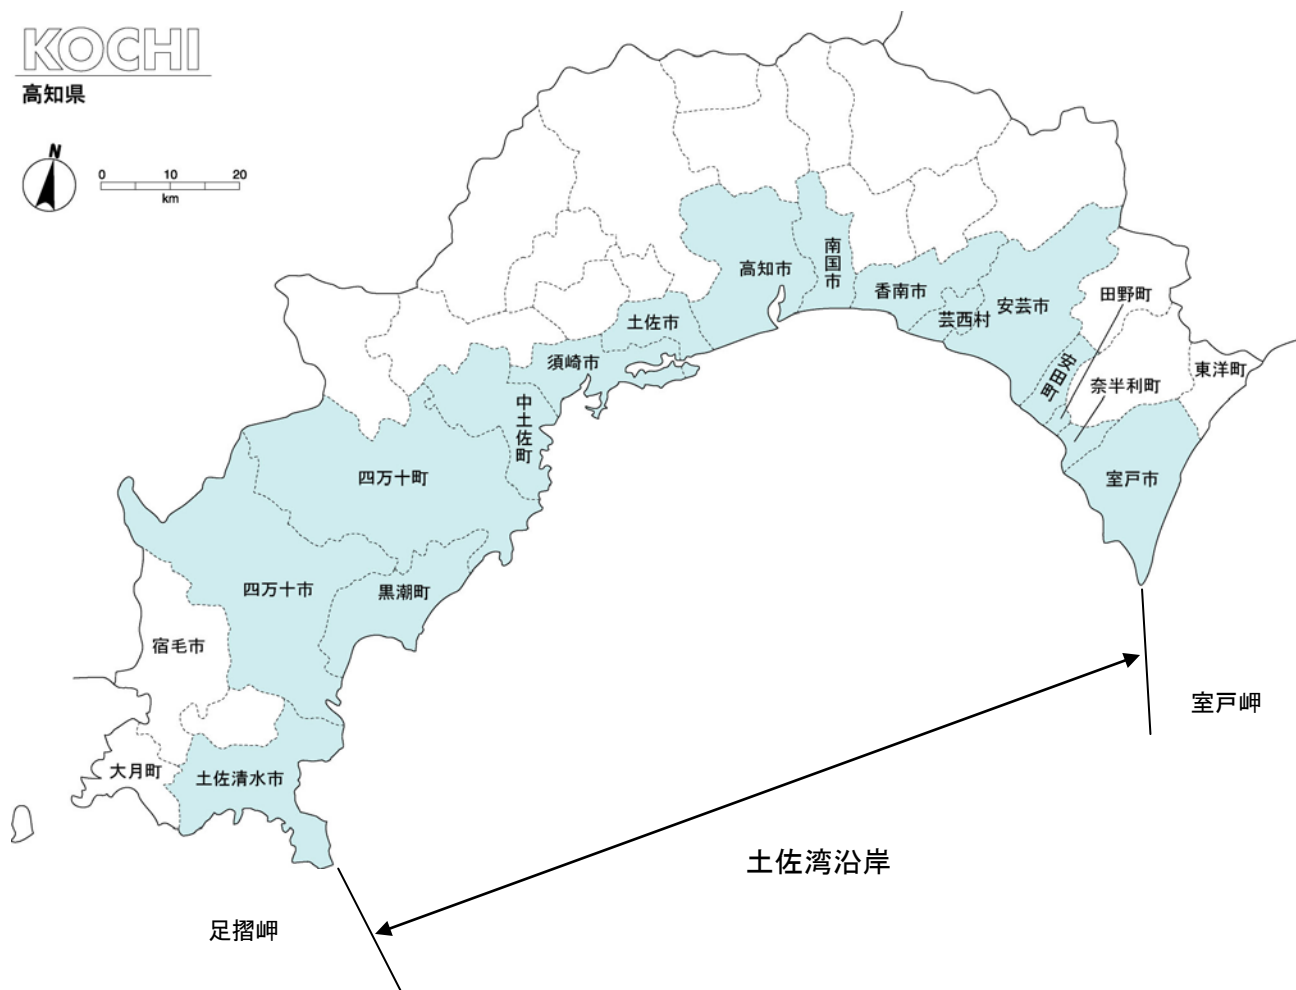 KOCHI
高知県
N
0 10 20
km
高知市
南国市
香南市
芸西村
安芸市
田野町
安田町
奈半利町
東洋町
室戸市
土佐市
須崎市
中土佐町
四万十町
四万十市
黒潮町
宿毛市
大月町
土佐清水市
室戸岬
土佐湾沿岸
足摺岬